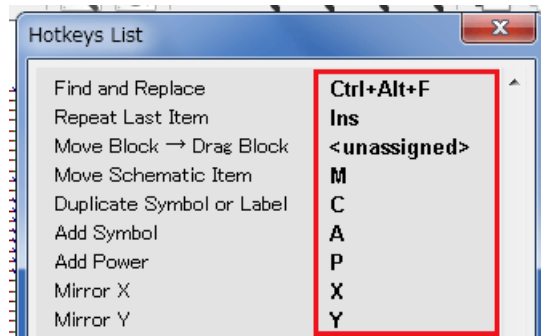 Hotkeys List
Find and Replace Ctrl+Alt+F
Repeat Last Item Ins
Move Block → Drag Block <unassigned>
Move Schematic Item M
Duplicate Symbol or Label C
Add Symbol A
Add Power P
Mirror X X
Mirror Y Y